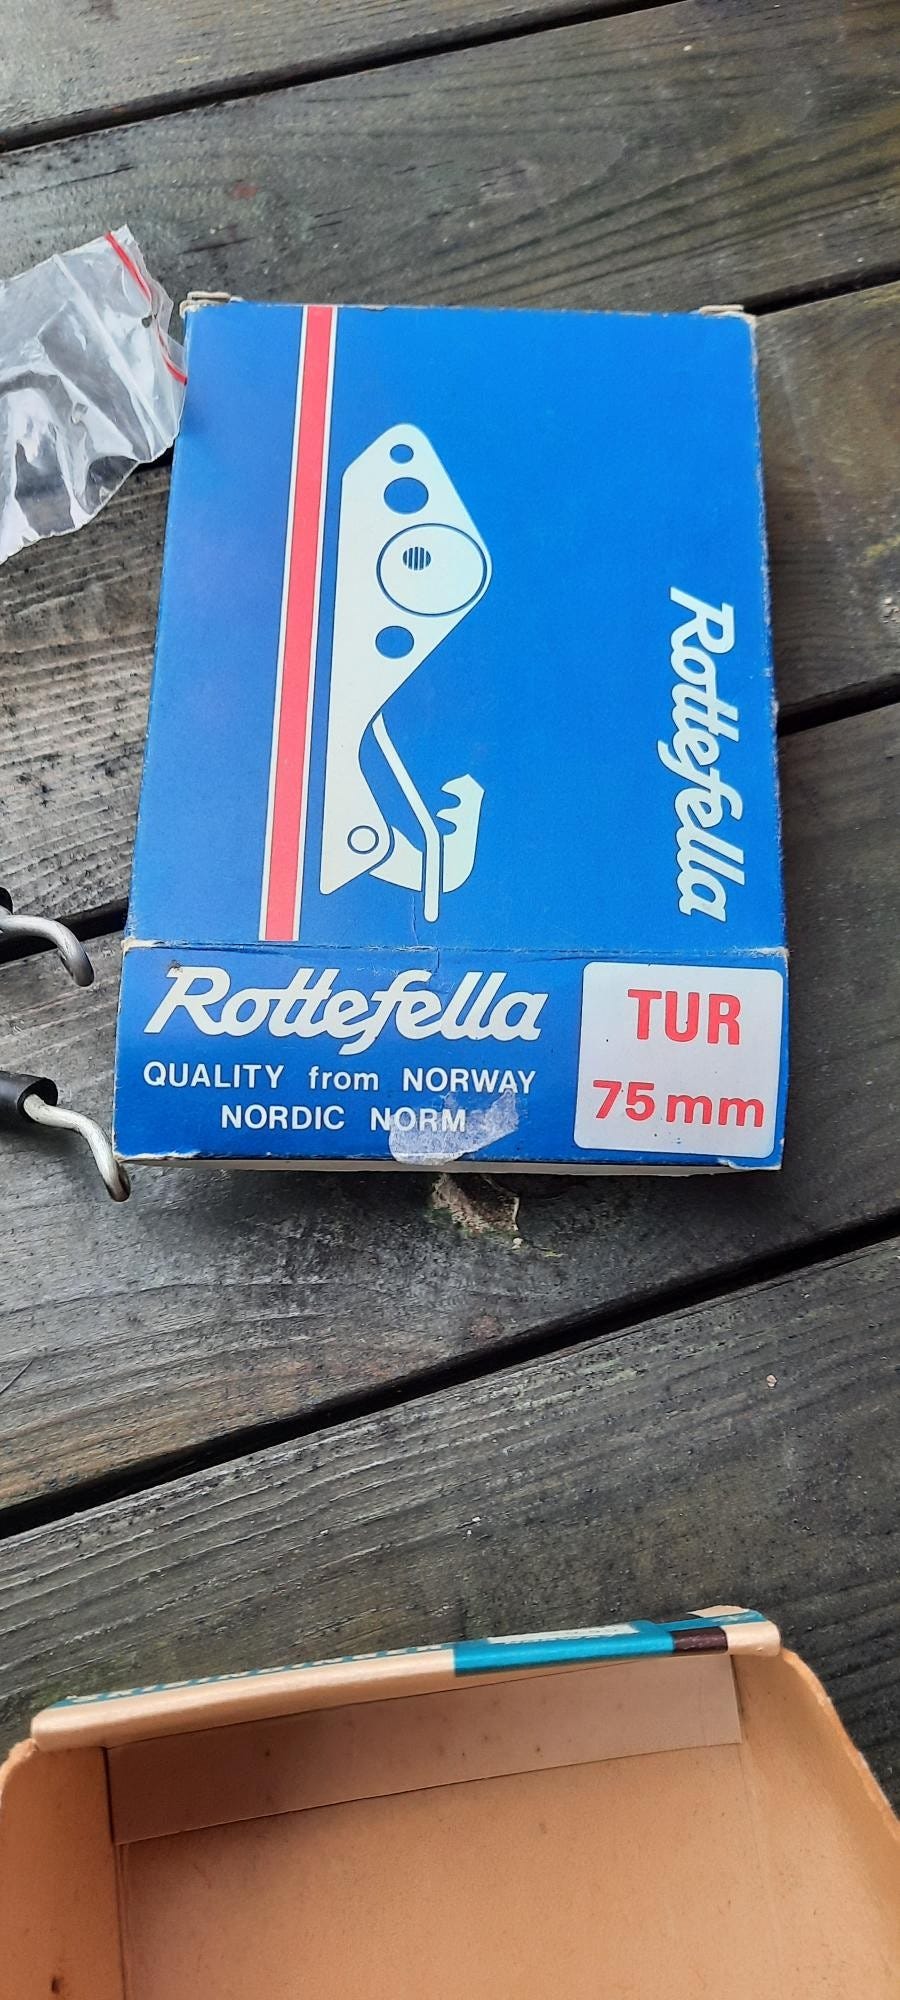 Rottefella
Rottefella
QUALITY from NORWAY
NORDIC NORM
TUR
75 mm